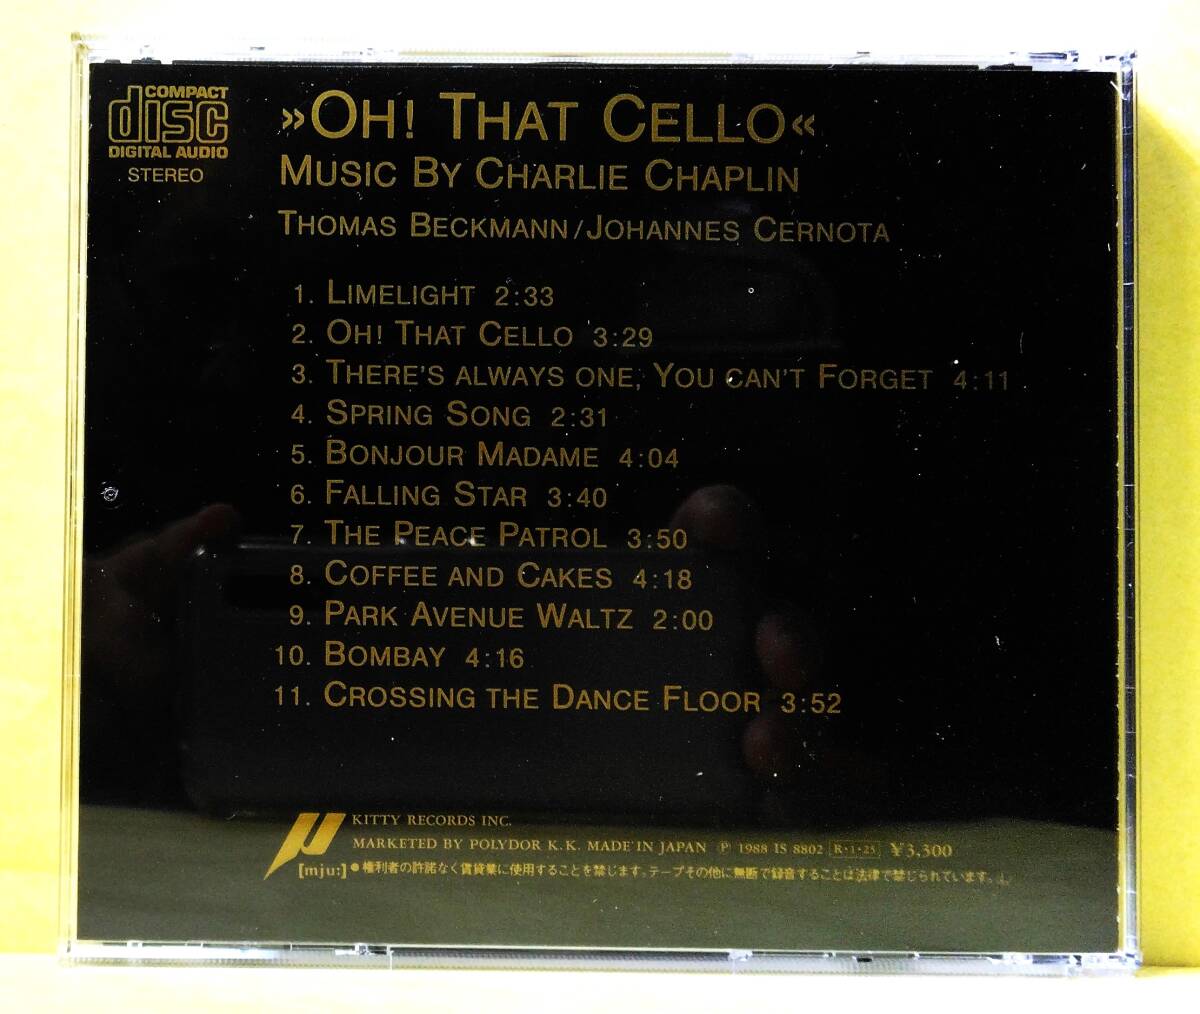 COMPACT
disc
DIGITAL AUDIO
STEREO
»OH! THAT CELLO«
MUSIC BY CHARLIE CHAPLIN
THOMAS BECKMANN/JOHANNES CERNOTA
1. LIMELIGHT 2:33
2. OH! THAT CELLO 3:29
3. THERE'S ALWAYS ONE, YOU CAN'T FORGET 4:11
4. SPRING SONG 2:31
5. BONJOUR MADAME 4:04
6. FALLING STAR 3:40
7. THE PEACE PATROL 3:50
8. COFFEE AND CAKES 4:18
9. PARK AVENUE WALTZ 2:00
10. BOMBAY 4:16
11. CROSSING THE DANCE FLOOR 3:52
KITTY RECORDS INC.
MARKETED BY POLYDOR K.K. MADE IN JAPAN Ⓟ 1988 IS 8802 R・1・25 ¥3,300
[mju:] ●権利者の許諾なく賃貸業に使用することを禁じます。テープその他に無断で録音することは法律で禁じられています。